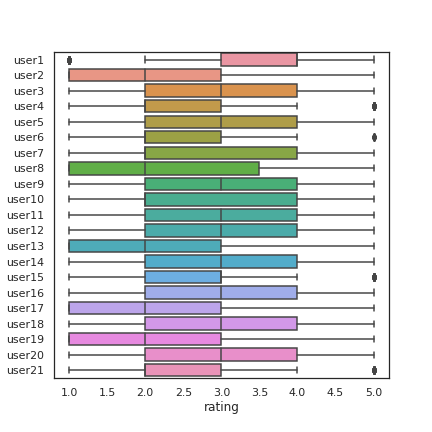 user1
user2
user3
user4
user5
user6
user7
user8
user9
user10
user11
user12
user13
user14
user15
user16
user17
user18
user19
user20
user21
1.0 1.5 2.0 2.5 3.0 3.5 4.0 4.5 5.0
rating